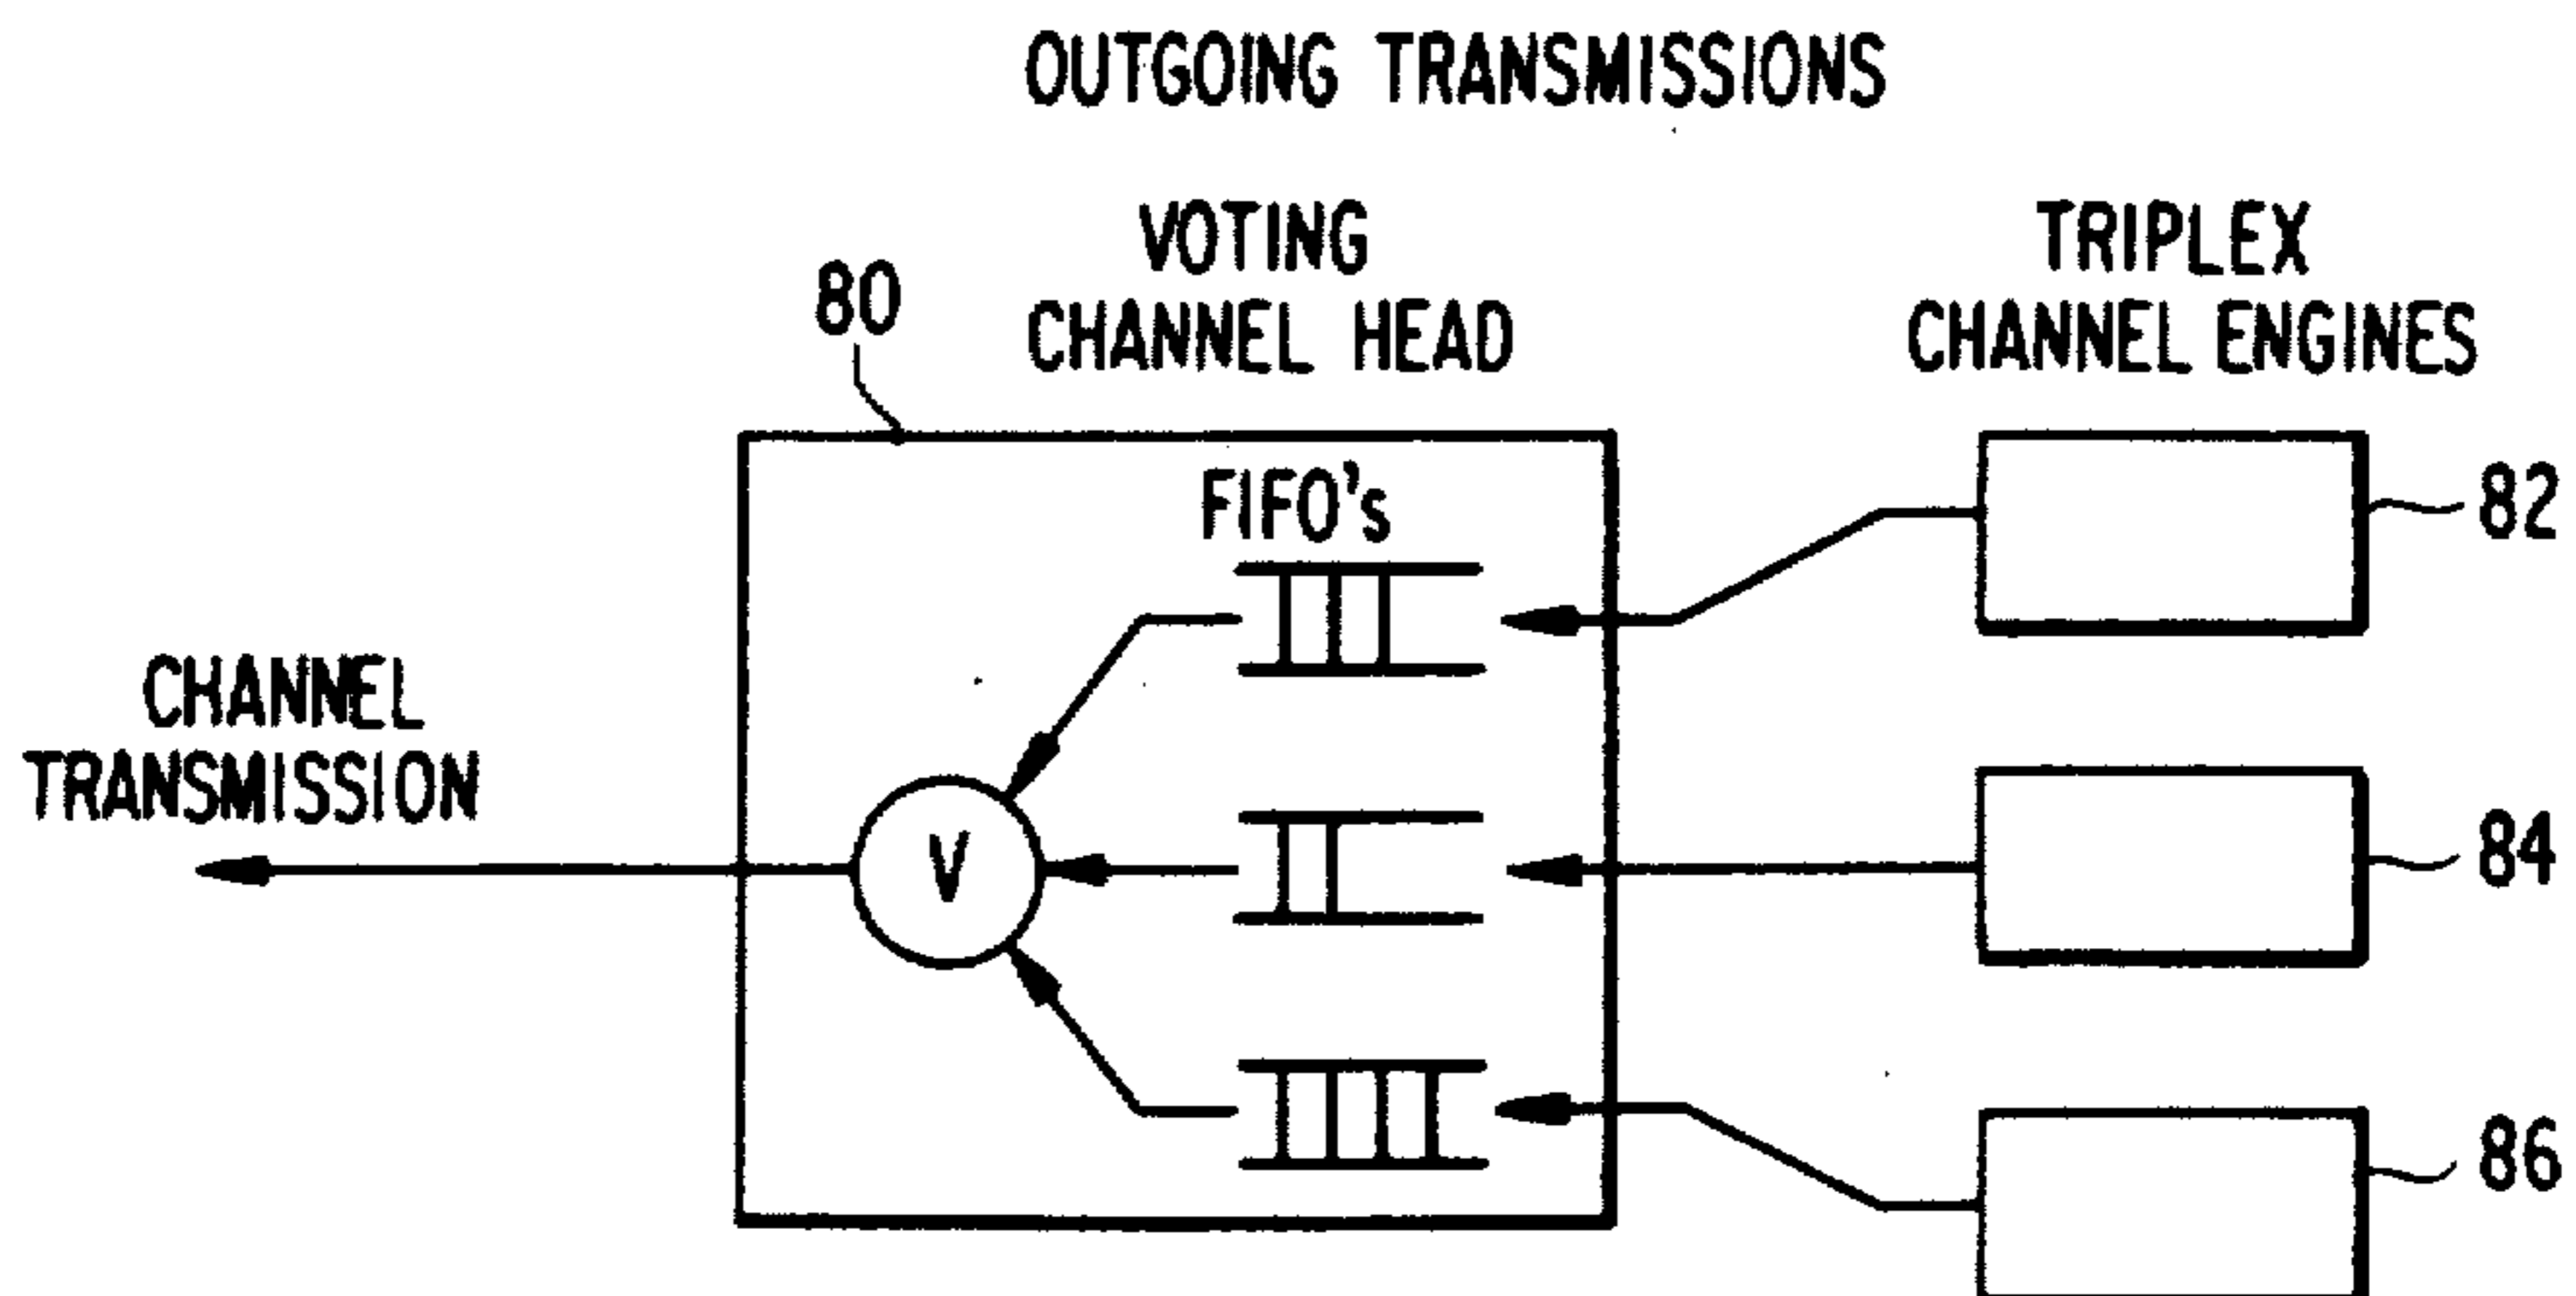 OUTGOING TRANSMISSIONS
VOTING
CHANNEL HEAD
TRIPLEX
CHANNEL ENGINES
80
FIFO's
82
CHANNEL
TRANSMISSION
V
84
86